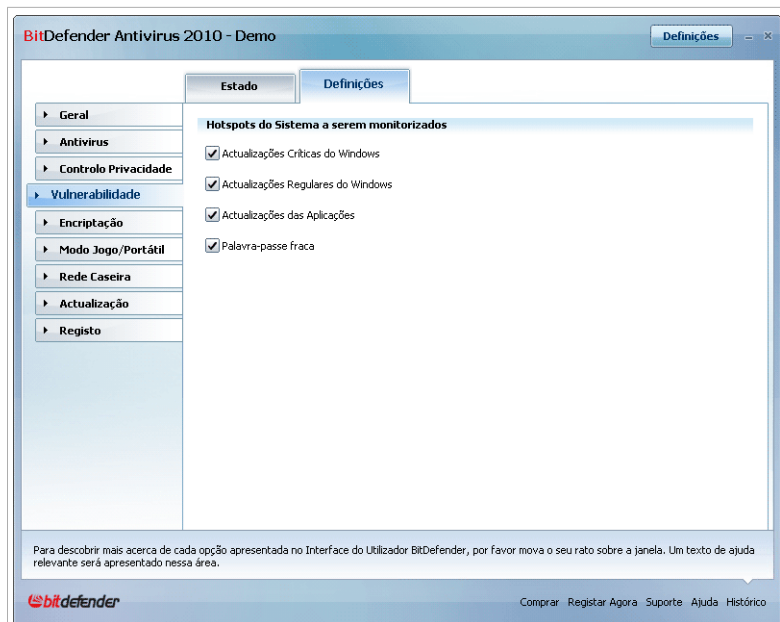 BitDefender Antivirus 2010 - Demo
Definições
Estado
Definições
Geral
Antivirus
Controlo Privacidade
Vulnerabilidade
Encriptação
Modo Jogo/Portátil
Rede Caseira
Actualização
Registo
Hotspots do Sistema a serem monitorizados
Actualizações Críticas do Windows
Actualizações Regulares do Windows
Actualizações das Aplicações
Palavra-passe fraca
Para descobrir mais acerca de cada opção apresentada no Interface do Utilizador BitDefender, por favor mova o seu rato sobre a janela. Um texto de ajuda
relevante será apresentado nessa área.
bitdefender
Comprar Registar Agora Suporte Ajuda Histórico